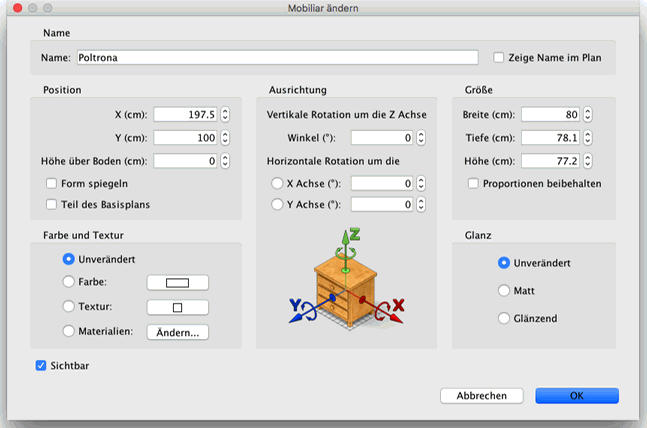 Mobiliar ändern
Name
Name: Poltrona
Zeige Name im Plan
Position
X (cm): 197.5
Y (cm): 100
Höhe über Boden (cm): 0
Form spiegeln
Teil des Basisplans
Ausrichtung
Vertikale Rotation um die Z Achse
Winkel (°): 0
Horizontale Rotation um die
X Achse (°): 0
Y Achse (°): 0
Größe
Breite (cm): 80
Tiefe (cm): 78.1
Höhe (cm): 77.2
Proportionen beibehalten
Farbe und Textur
Unverändert
Farbe:
Textur:
Materialien: Ändern...
Z
Y
X
Glanz
Unverändert
Matt
Glänzend
Sichtbar
Abbrechen
OK